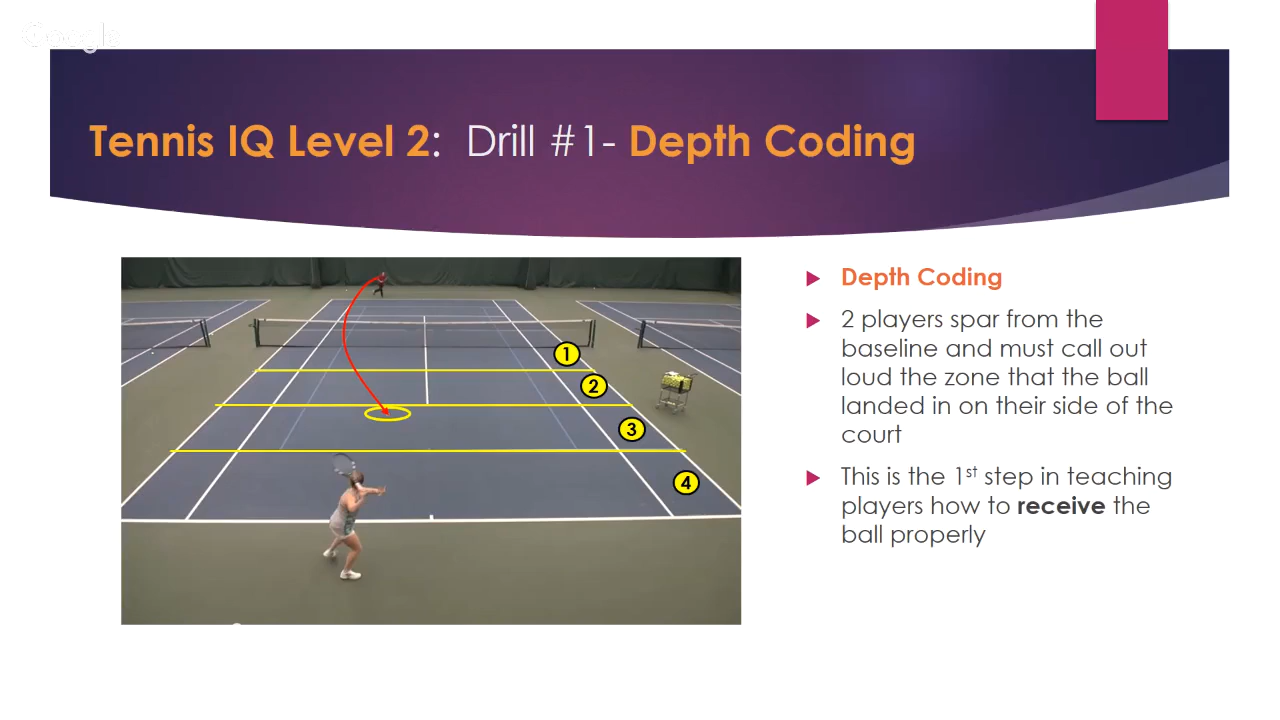 Google
Tennis IQ Level 2: Drill #1- Depth Coding
Depth Coding
2 players spar from the
baseline and must call out
loud the zone that the ball
landed in on their side of the
court
This is the 1st step in teaching
players how to receive the
ball properly
1
2
3
4